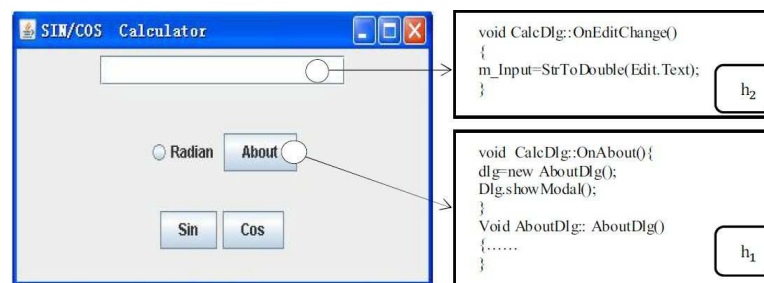 SIN/COS Calculator
Radian
About
Sin
Cos
void CalcDlg::OnEditChange()
{
m_Input=StrToDouble(Edit.Text);
}
h₂
void CalcDlg::OnAbout(){
dlg=new AboutDlg();
Dlg.showModal();
}
Void AboutDlg:: AboutDlg()
{......
}
h₁